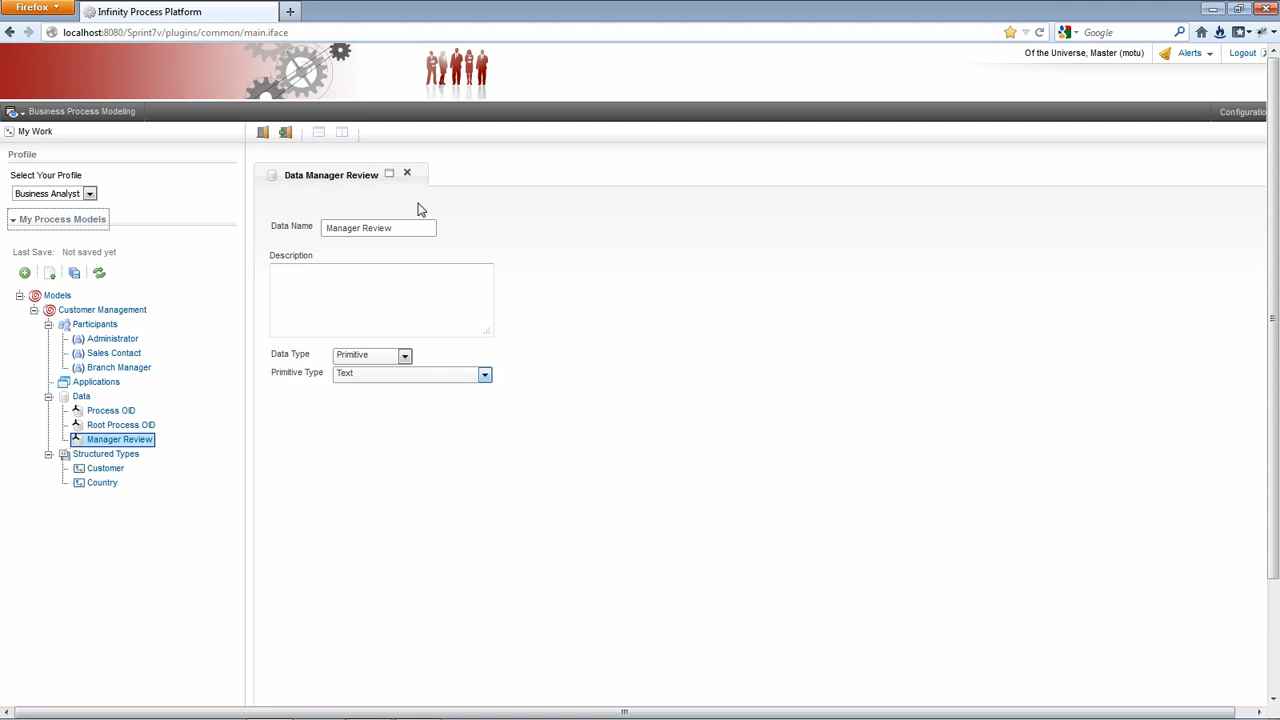 Firefox
Infinity Process Platform
localhost:8080/Sprint7v/plugins/common/main.iface
Google
Of the Universe, Master (motu)
Alerts
Logout
Business Process Modeling
Configuratio
My Work
Profile
Select Your Profile
Business Analyst
My Process Models
Last Save: Not saved yet
Models
Customer Management
Participants
Administrator
Sales Contact
Branch Manager
Applications
Data
Process OID
Root Process OID
Manager Review
Structured Types
Customer
Country
Data Manager Review
Data Name Manager Review
Description
Data Type Primitive
Primitive Type Text